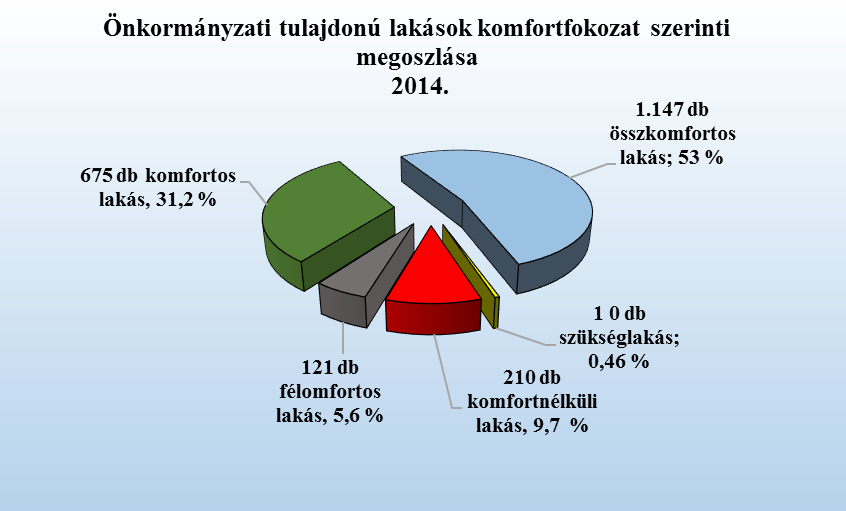 Önkormányzati tulajdonú lakások komfortfokozat szerinti
megoszlása
2014.
1.147 db
összkomfortos
lakás; 53 %
675 db komfortos
lakás, 31,2 %
1 0 db
szükséglakás;
0,46 %
121 db
félomfortos
lakás, 5,6 %
210 db
komfortnélküli
lakás, 9,7 %